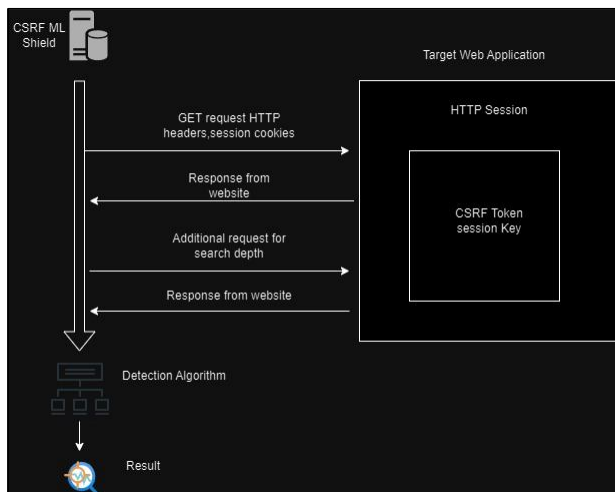 CSRF ML
Shield
Target Web Application
GET request HTTP
headers,session cookies
HTTP Session
Response from
website
CSRF Token
session Key
Additional request for
search depth
Response from website
Detection Algorithm
Result